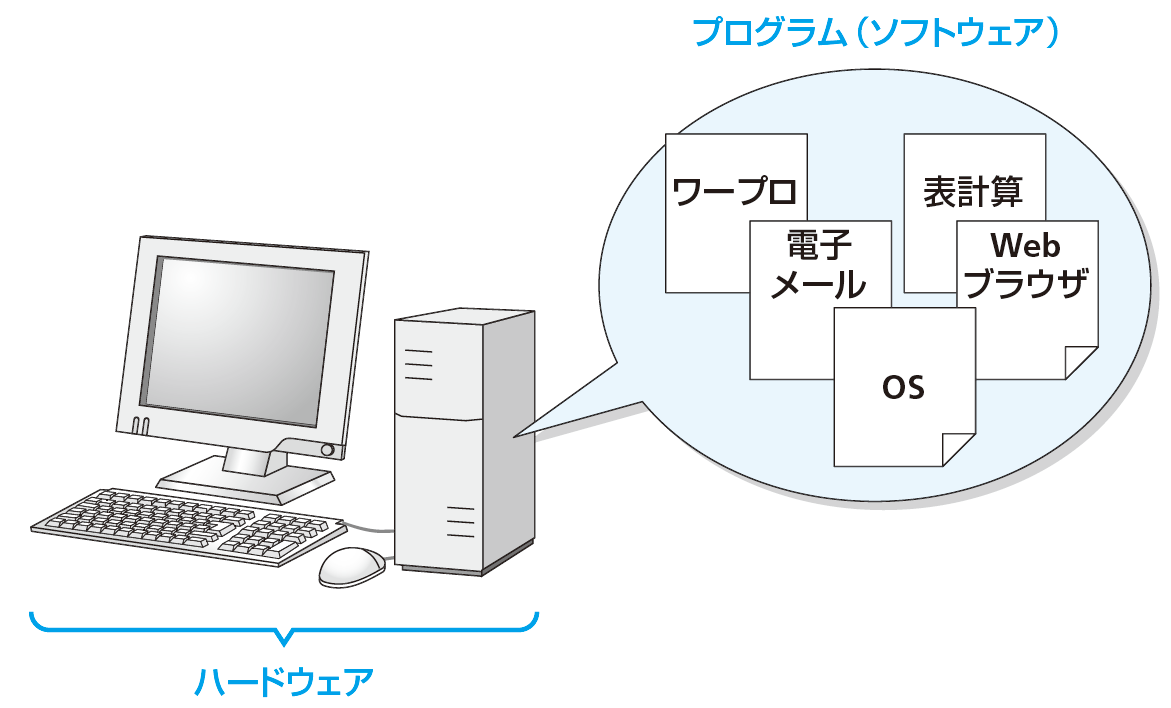 プログラム（ソフトウェア）
ワープロ
表計算
電子
メール
Web
ブラウザ
OS
ハードウェア